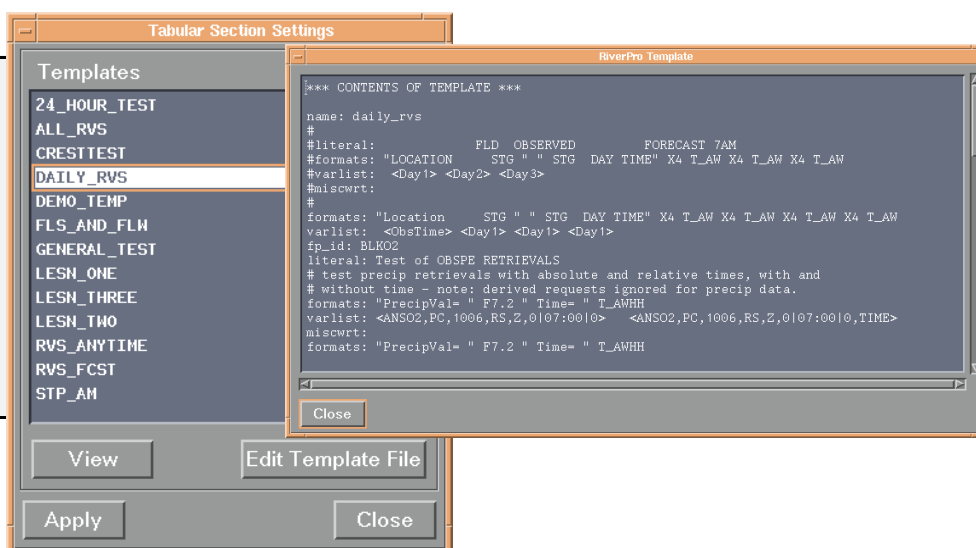 Tabular Section Settings
Templates
24_HOUR_TEST
ALL_RVS
CRESTTEST
DAILY_RVS
DEMO_TEMP
FLS_AND_FLW
GENERAL_TEST
LESN_ONE
LESN_THREE
LESN_TWO
RVS_ANYTIME
RVS_FCST
STP_AM
View
Edit Template File
Apply
Close
RiverPro Template
*** CONTENTS OF TEMPLATE ***
name: daily_rvs
#
#literal:             FLD  OBSERVED          FORECAST 7AM
#formats: "LOCATION     STG " " STG  DAY TIME" X4 T_AW X4 T_AW X4 T_AW
#varlist:  <Day1> <Day2> <Day3>
#miscwrt:
#
formats: "Location     STG " " STG  DAY TIME" X4 T_AW X4 T_AW X4 T_AW X4 T_AW
varlist:  <ObsTime> <Day1> <Day1> <Day1>
fp_id: BLKO2
literal: Test of OBSPE RETRIEVALS
# test precip retrievals with absolute and relative times, with and
# without time - note: derived requests ignored for precip data.
formats: "PrecipVal= " F7.2 " Time= " T_AWHH
varlist: <ANSO2,PC,1006,RS,Z,0|07:00|0>   <ANSO2,PC,1006,RS,Z,0|07:00|0,TIME>
miscwrt:
formats: "PrecipVal= " F7.2 " Time= " T_AWHH
Close